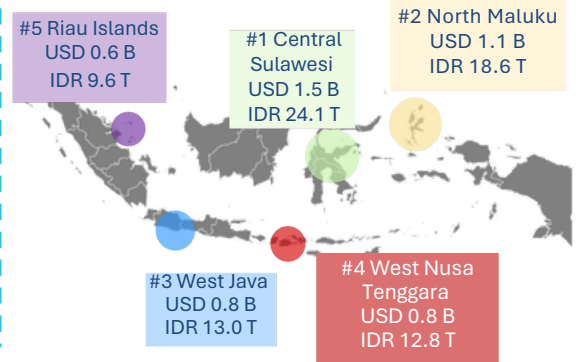 #5 Riau Islands
USD 0.6 B
IDR 9.6 T
#1 Central
Sulawesi
USD 1.5 B
IDR 24.1 T
#2 North Maluku
USD 1.1 B
IDR 18.6 T
#3 West Java
USD 0.8 B
IDR 13.0 T
#4 West Nusa
Tenggara
USD 0.8 B
IDR 12.8 T